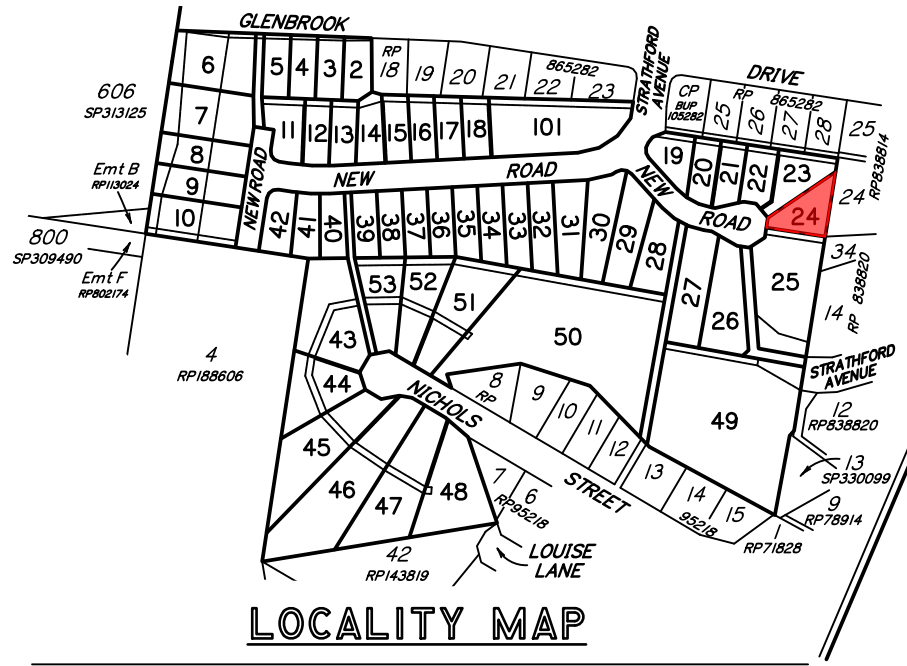 GLENBROOK
DRIVE
STRATHFORD
AVENUE
606
SP313125
6
7
8
9
10
5
4
3
2
RP
18
19
20
21
22
23
865282
CP
BUP
105282
25
26
27
28
RP
865282
25
24
RP838814
11
12
13
14
15
16
17
18
101
19
20
21
22
23
24
NEW ROAD
NEW
ROAD
NEW
ROAD
Emt B
RP113024
800
SP309490
Emt F
RP802174
42
41
40
39
38
37
36
35
34
33
32
31
30
29
28
27
26
25
34
14
RP 838820
53
52
51
50
43
44
45
46
47
48
49
4
RP188606
NICHOLS
STREET
8
RP
9
10
11
12
13
14
15
95218
7
6
RP95218
STRATHFORD
AVENUE
12
RP838820
13
SP330099
9
RP78914
1
RP71828
42
RP143819
LOUISE
LANE
LOCALITY MAP